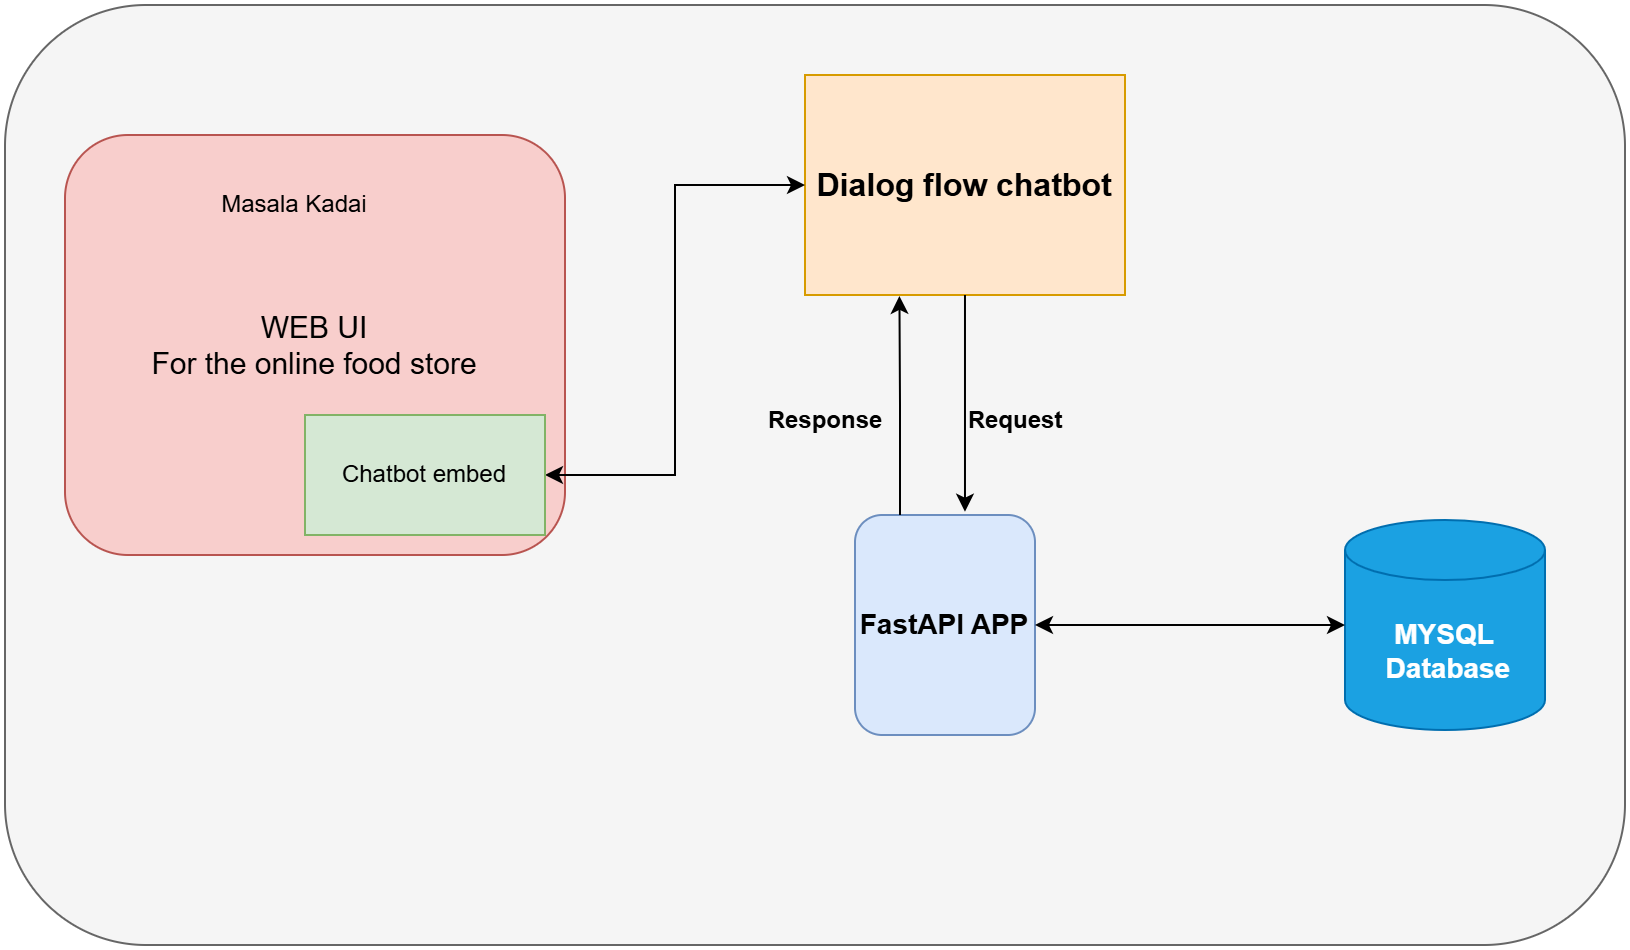 Masala Kadai
WEB UI
For the online food store
Chatbot embed
Dialog flow chatbot
Response
Request
FastAPI APP
MYSQL
Database